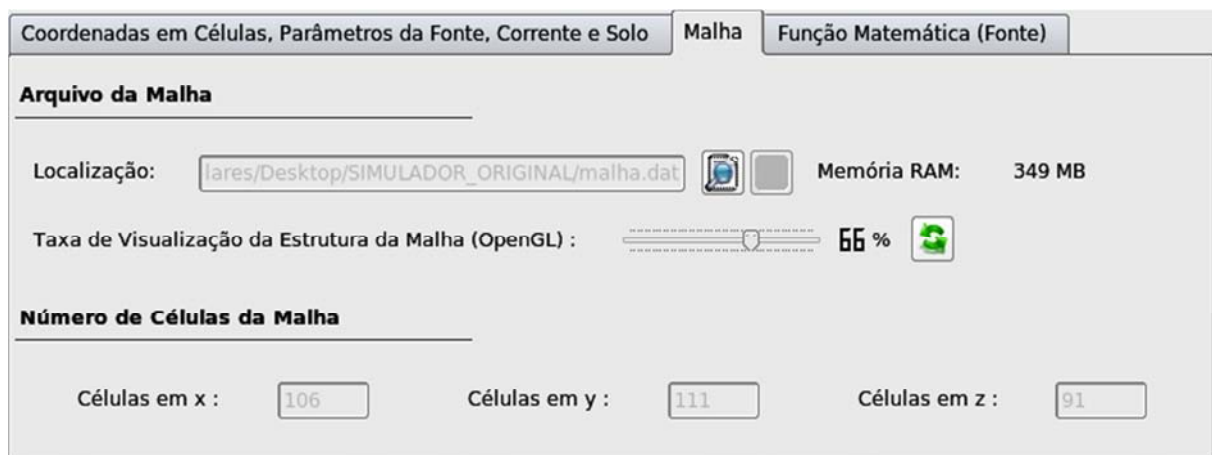 Coordenadas em Células, Parâmetros da Fonte, Corrente e Solo Malha Função Matemática (Fonte)
Arquivo da Malha
Localização: lares/Desktop/SIMULADOR_ORIGINAL/malha.dat Memória RAM: 349 MB
Taxa de Visualização da Estrutura da Malha (OpenGL) : 66 %
Número de Células da Malha
Células em x : 106 Células em y : 111 Células em z : 91